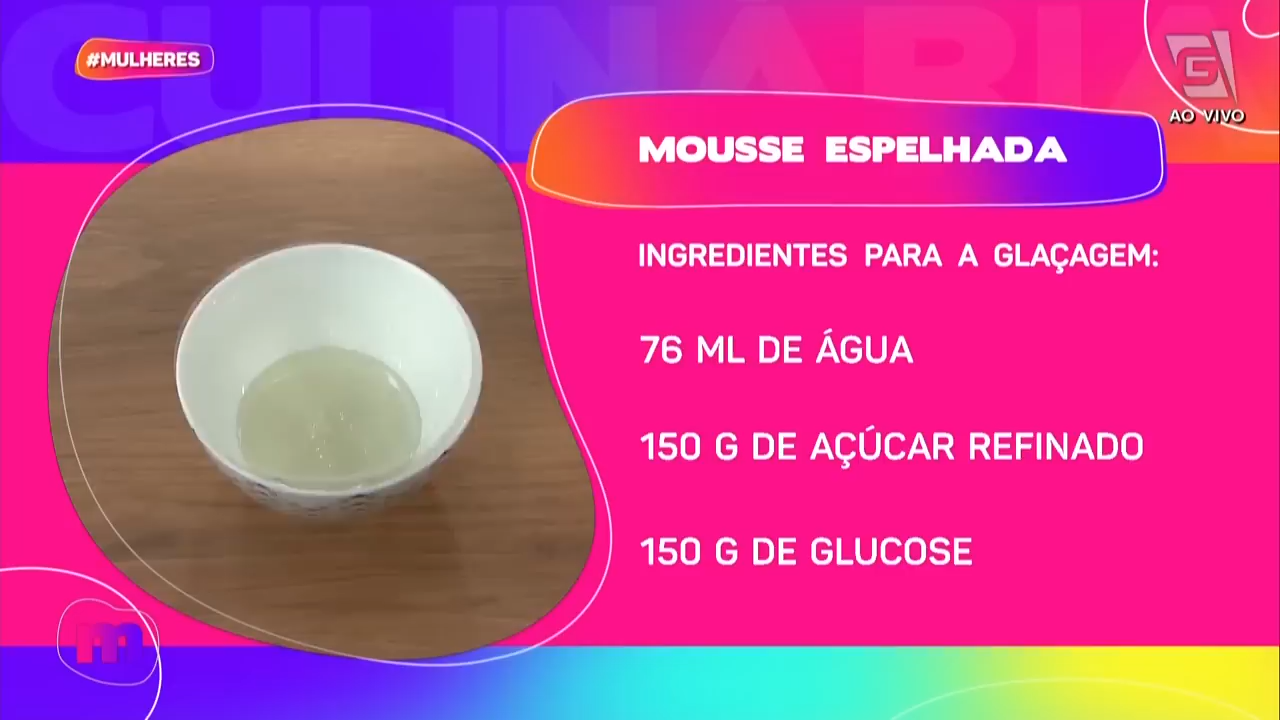 CULINÁRIA
#MULHERES
G
AO VIVO
MOUSSE ESPELHADA
INGREDIENTES PARA A GLAÇAGEM:
76 ML DE ÁGUA
150 G DE AÇÚCAR REFINADO
150 G DE GLUCOSE
m